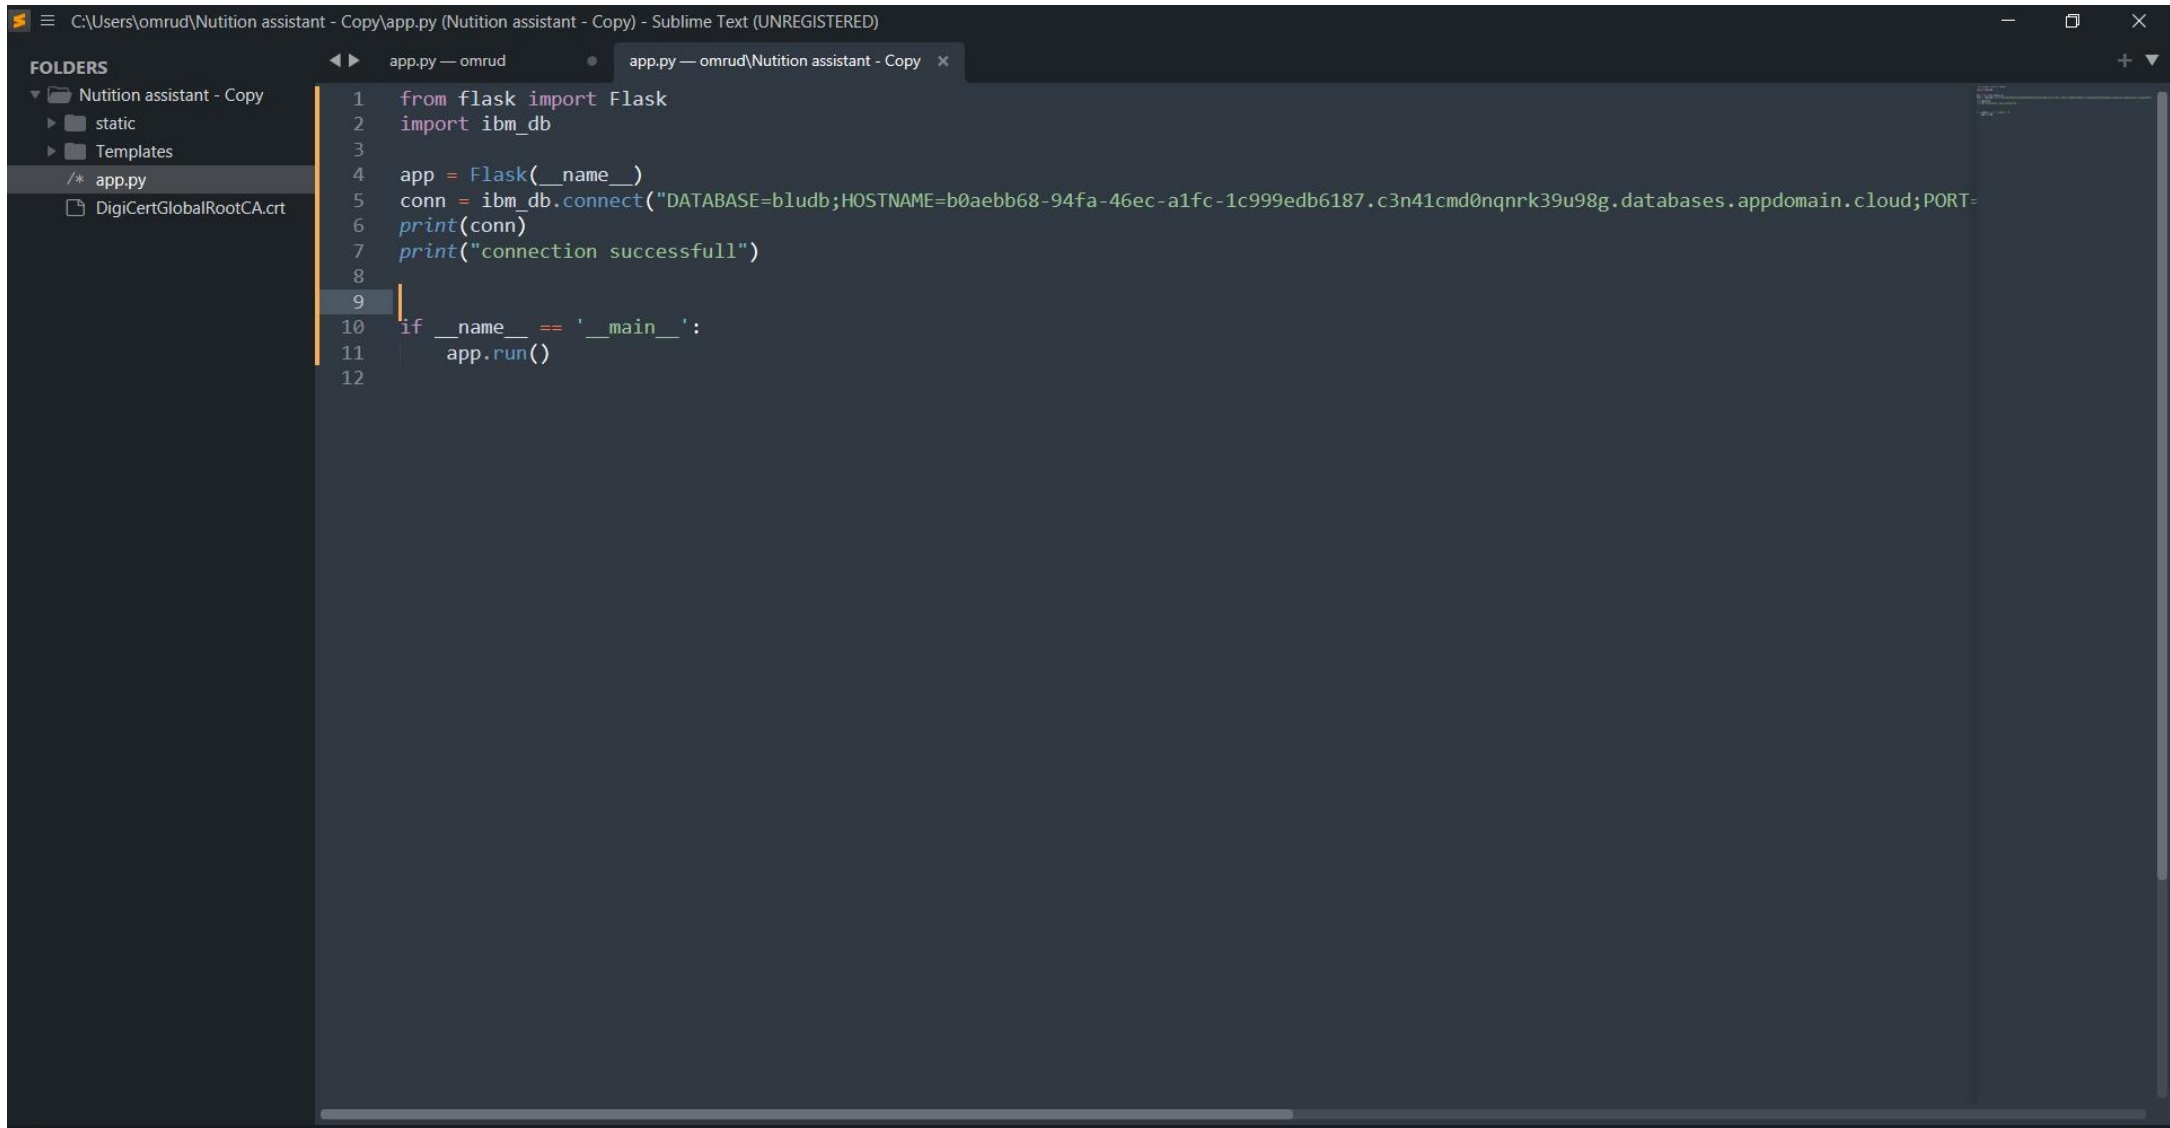 C:\Users\omrud\Nutition assistant - Copy\app.py (Nutition assistant - Copy) - Sublime Text (UNREGISTERED)
FOLDERS
Nutition assistant - Copy
static
Templates
/* app.py
DigiCertGlobalRootCA.crt
app.py — omrud
app.py — omrud\Nutition assistant - Copy
1 from flask import Flask
2 import ibm_db
3
4 app = Flask(__name__)
5 conn = ibm_db.connect("DATABASE=bludb;HOSTNAME=b0aebb68-94fa-46ec-a1fc-1c999edb6187.c3n41cmd0nqnrk39u98g.databases.appdomain.cloud;PORT=
6 print(conn)
7 print("connection successfull")
8
9
10 if __name__ == '__main__':
11 app.run()
12